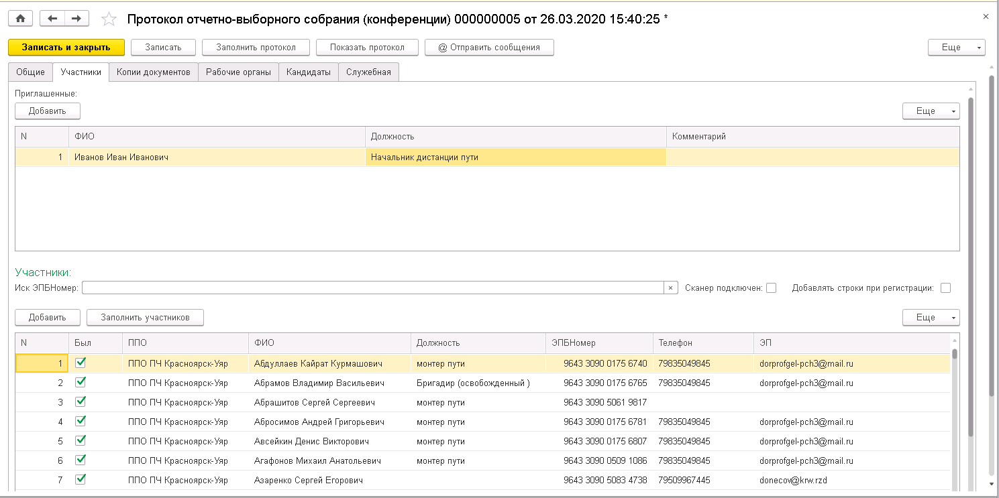 Протокол отчетно-выборного собрания (конференции) 000000005 от 26.03.2020 15:40:25 *
Записать и закрыть Записать Заполнить протокол Показать протокол @ Отправить сообщения Еще
Общие Участники Копии документов Рабочие органы Кандидаты Служебная
Приглашенные:
Добавить Еще
N ФИО Должность Комментарий
1 Иванов Иван Иванович Начальник дистанции пути
Участники:
Иск ЭПБНомер: Сканер подключен: Добавлять строки при регистрации:
Добавить Заполнить участников Еще
N Был ППО ФИО Должность ЭПБНомер Телефон ЭП
1 ППО ПЧ Красноярск-Уяр Абдуллаев Кайрат Курмашович монтер пути 9643 3090 0175 6740 79835049845 dorprofgel-pch3@mail.ru
2 ППО ПЧ Красноярск-Уяр Абрамов Владимир Васильевич Бригадир (освобожденный ) 9643 3090 0175 6765 79835049845 dorprofgel-pch3@mail.ru
3 ППО ПЧ Красноярск-Уяр Абрашитов Сергей Сергеевич монтер пути 9643 3090 5061 9817
4 ППО ПЧ Красноярск-Уяр Абросимов Андрей Григорьевич монтер пути 9643 3090 0175 6781 79835049845 dorprofgel-pch3@mail.ru
5 ППО ПЧ Красноярск-Уяр Авсейкин Денис Викторович монтер пути 9643 3090 0175 6807 79835049845 dorprofgel-pch3@mail.ru
6 ППО ПЧ Красноярск-Уяр Агафонов Михаил Анатольевич монтер пути 9643 3090 0509 1086 79835049845 dorprofgel-pch3@mail.ru
7 ППО ПЧ Красноярск-Уяр Азаренко Сергей Егорович 9643 3090 5083 4738 79509967445 donecov@krw.rzd